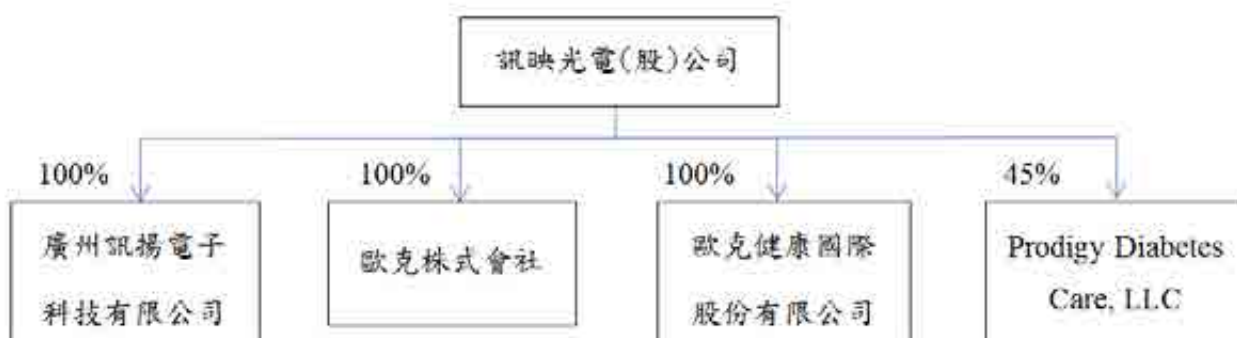 訊映光電(股)公司
100%
100%
100%
45%
廣州訊揚電子
科技有限公司
歐克株式會社
歐克健康國際
股份有限公司
Prodigy Diabetes
Care, LLC